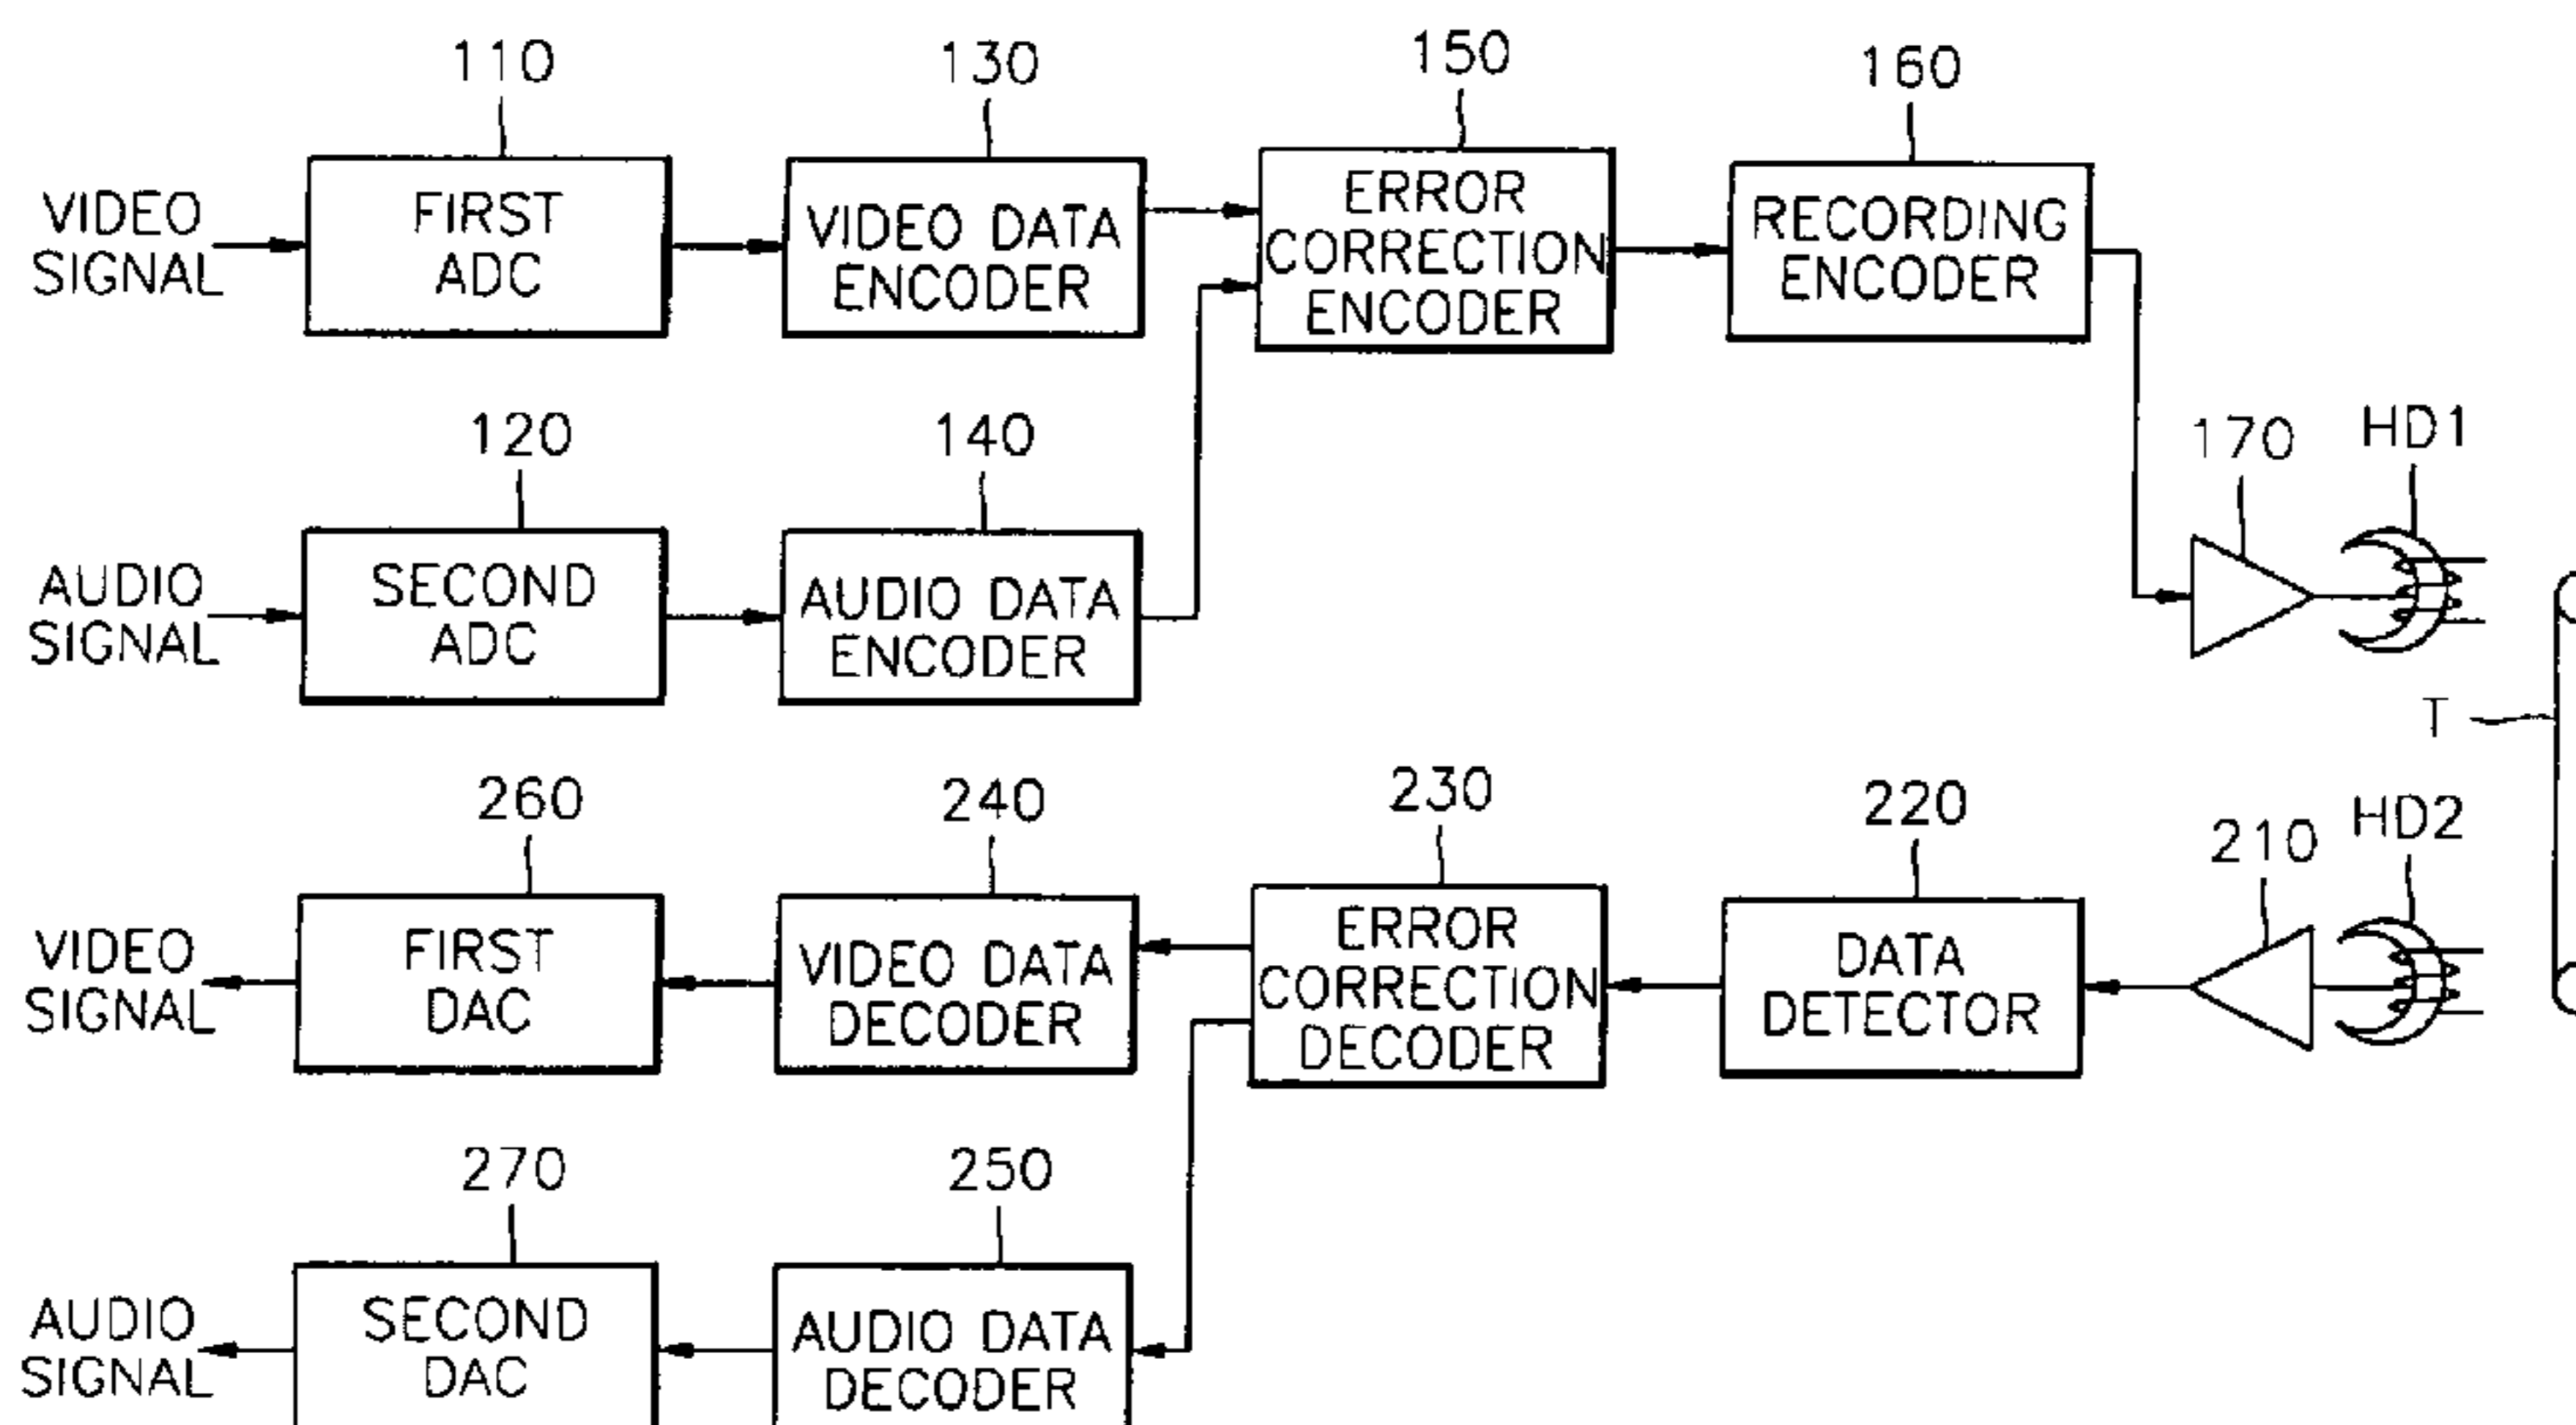 110
130
150
160
VIDEO
SIGNAL
FIRST
ADC
VIDEO DATA
ENCODER
ERROR
CORRECTION
ENCODER
RECORDING
ENCODER
120
140
170
HD1
AUDIO
SIGNAL
SECOND
ADC
AUDIO DATA
ENCODER
T
260
240
230
220
210
HD2
VIDEO
SIGNAL
FIRST
DAC
VIDEO DATA
DECODER
ERROR
CORRECTION
DECODER
DATA
DETECTOR
270
250
AUDIO
SIGNAL
SECOND
DAC
AUDIO DATA
DECODER